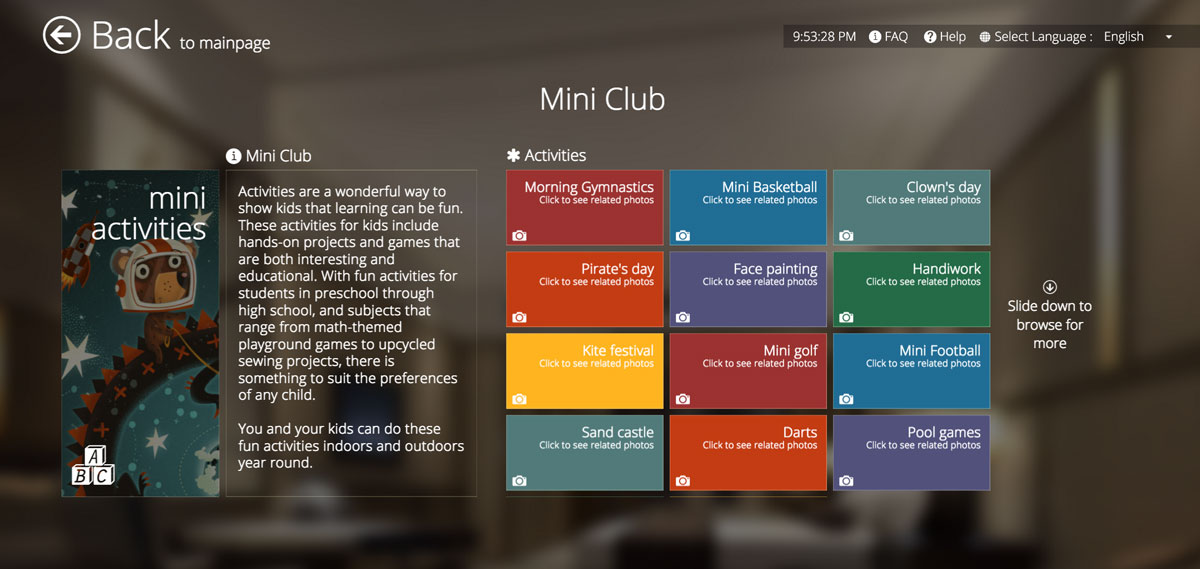 Back to mainpage
9:53:28 PM FAQ Help Select Language : English
Mini Club
mini
activities
A
B C
Mini Club
Activities are a wonderful way to
show kids that learning can be fun.
These activities for kids include
hands-on projects and games that
are both interesting and
educational. With fun activities for
students in preschool through
high school, and subjects that
range from math-themed
playground games to upcycled
sewing projects, there is
something to suit the preferences
of any child.
You and your kids can do these
fun activities indoors and outdoors
year round.
Activities
Morning Gymnastics
Click to see related photos
Mini Basketball
Click to see related photos
Clown's day
Click to see related photos
Pirate's day
Click to see related photos
Face painting
Click to see related photos
Handiwork
Click to see related photos
Kite festival
Click to see related photos
Mini golf
Click to see related photos
Mini Football
Click to see related photos
Sand castle
Click to see related photos
Darts
Click to see related photos
Pool games
Click to see related photos
Slide down to
browse for
more